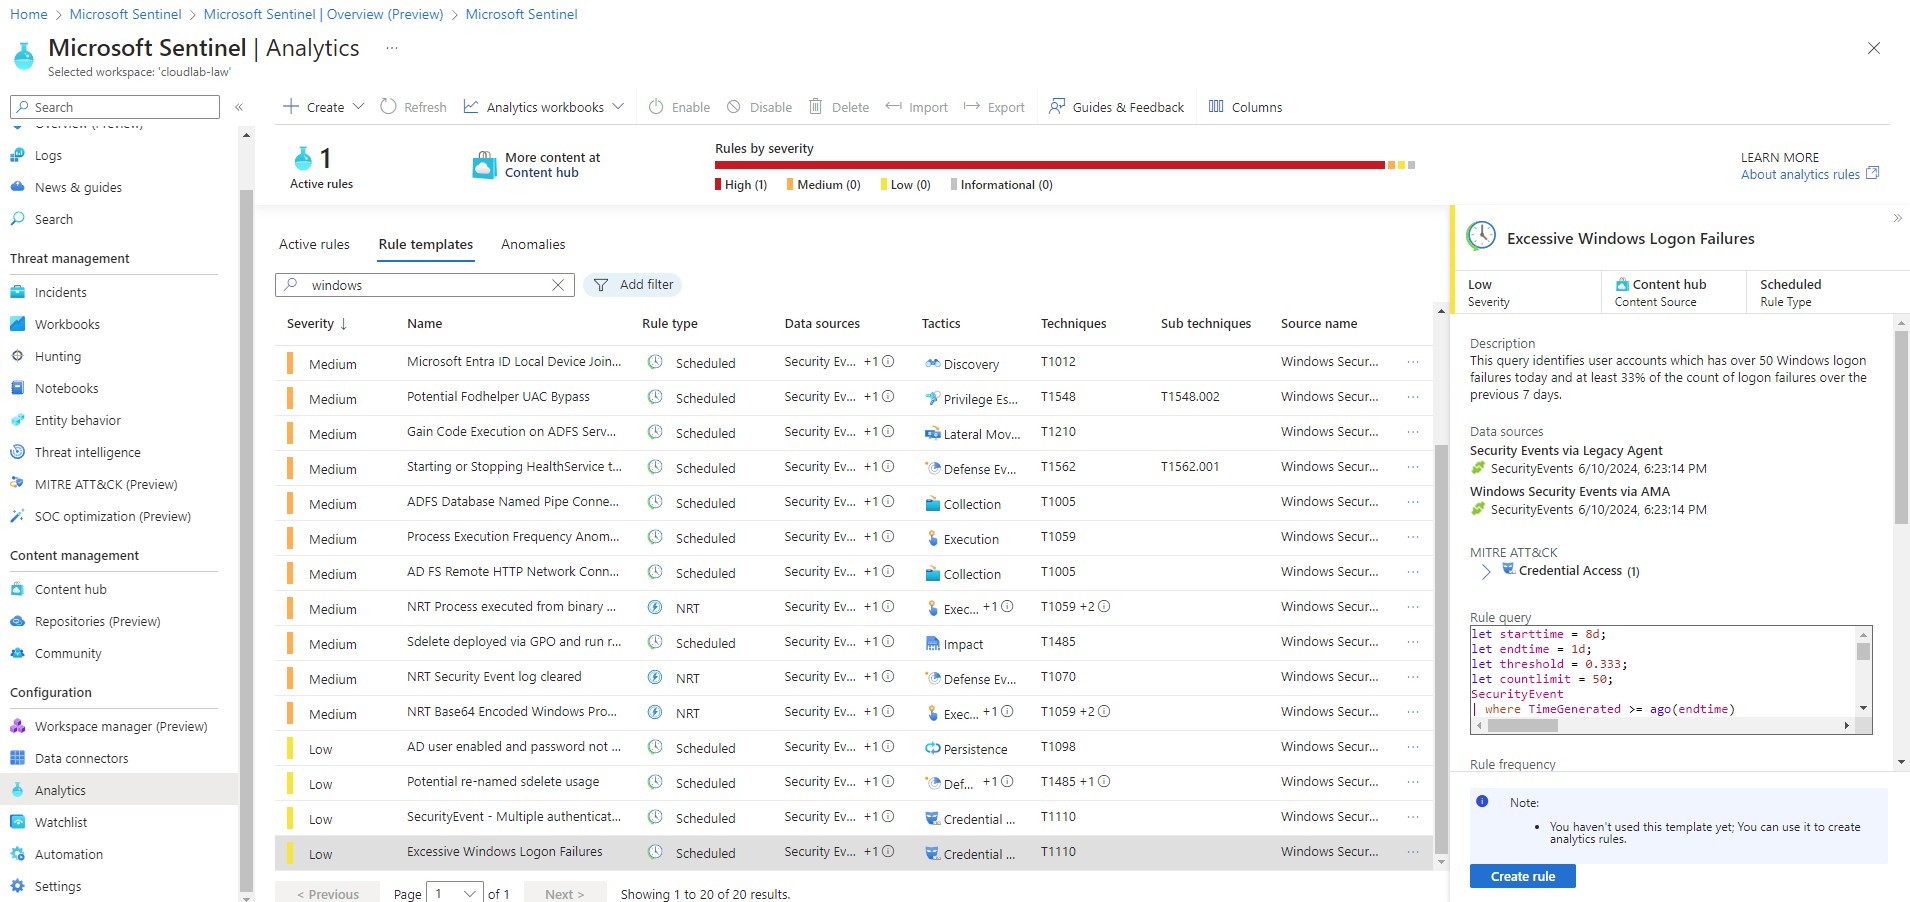 Home > Microsoft Sentinel > Microsoft Sentinel | Overview (Preview) > Microsoft Sentinel
Microsoft Sentinel | Analytics ...
Selected workspace: 'cloudlab-law'
Search «
Overview (Preview)
Logs
News & guides
Search
Threat management
Incidents
Workbooks
Hunting
Notebooks
Entity behavior
Threat intelligence
MITRE ATT&CK (Preview)
SOC optimization (Preview)
Content management
Content hub
Repositories (Preview)
Community
Configuration
Workspace manager (Preview)
Data connectors
Analytics
Watchlist
Automation
Settings
Create Refresh Analytics workbooks Enable Disable Delete Import Export Guides & Feedback Columns
1
Active rules
More content at
Content hub
Rules by severity
High (1) Medium (0) Low (0) Informational (0)
LEARN MORE
About analytics rules
Active rules Rule templates Anomalies
windows Add filter
Severity ↓ Name Rule type Data sources Tactics Techniques Sub techniques Source name
Medium Microsoft Entra ID Local Device Join... Scheduled Security Ev... +1 Discovery T1012 Windows Secur... ...
Medium Potential Fodhelper UAC Bypass Scheduled Security Ev... +1 Privilege Es... T1548 T1548.002 Windows Secur... ...
Medium Gain Code Execution on ADFS Serv... Scheduled Security Ev... +1 Lateral Mov... T1210 Windows Secur... ...
Medium Starting or Stopping HealthService t... Scheduled Security Ev... +1 Defense Ev... T1562 T1562.001 Windows Secur... ...
Medium ADFS Database Named Pipe Conne... Scheduled Security Ev... +1 Collection T1005 Windows Secur... ...
Medium Process Execution Frequency Anom... Scheduled Security Ev... +1 Execution T1059 Windows Secur... ...
Medium AD FS Remote HTTP Network Conn... Scheduled Security Ev... +1 Collection T1005 Windows Secur... ...
Medium NRT Process executed from binary ... NRT Security Ev... +1 Exec... +1 T1059 +2 Windows Secur... ...
Medium Sdelete deployed via GPO and run r... Scheduled Security Ev... +1 Impact T1485 Windows Secur... ...
Medium NRT Security Event log cleared NRT Security Ev... +1 Defense Ev... T1070 Windows Secur... ...
Medium NRT Base64 Encoded Windows Pro... NRT Security Ev... +1 Exec... +1 T1059 +2 Windows Secur... ...
Low AD user enabled and password not ... Scheduled Security Ev... +1 Persistence T1098 Windows Secur... ...
Low Potential re-named sdelete usage Scheduled Security Ev... +1 Def... +1 T1485 +1 Windows Secur... ...
Low SecurityEvent - Multiple authenticat... Scheduled Security Ev... +1 Credential ... T1110 Windows Secur... ...
Low Excessive Windows Logon Failures Scheduled Security Ev... +1 Credential ... T1110 Windows Secur... ...
< Previous Page 1 of 1 Next > Showing 1 to 20 of 20 results.
»
Excessive Windows Logon Failures
Low Content hub Scheduled
Severity Content Source Rule Type
Description
This query identifies user accounts which has over 50 Windows logon
failures today and at least 33% of the count of logon failures over the
previous 7 days.
Data sources
Security Events via Legacy Agent
SecurityEvents 6/10/2024, 6:23:14 PM
Windows Security Events via AMA
SecurityEvents 6/10/2024, 6:23:14 PM
MITRE ATT&CK
Credential Access (1)
Rule query
let starttime = 8d;
let endtime = 1d;
let threshold = 0.333;
let countlimit = 50;
SecurityEvent
| where TimeGenerated >= ago(endtime)
Rule frequency
Note:
• You haven't used this template yet; You can use it to create
analytics rules.
Create rule